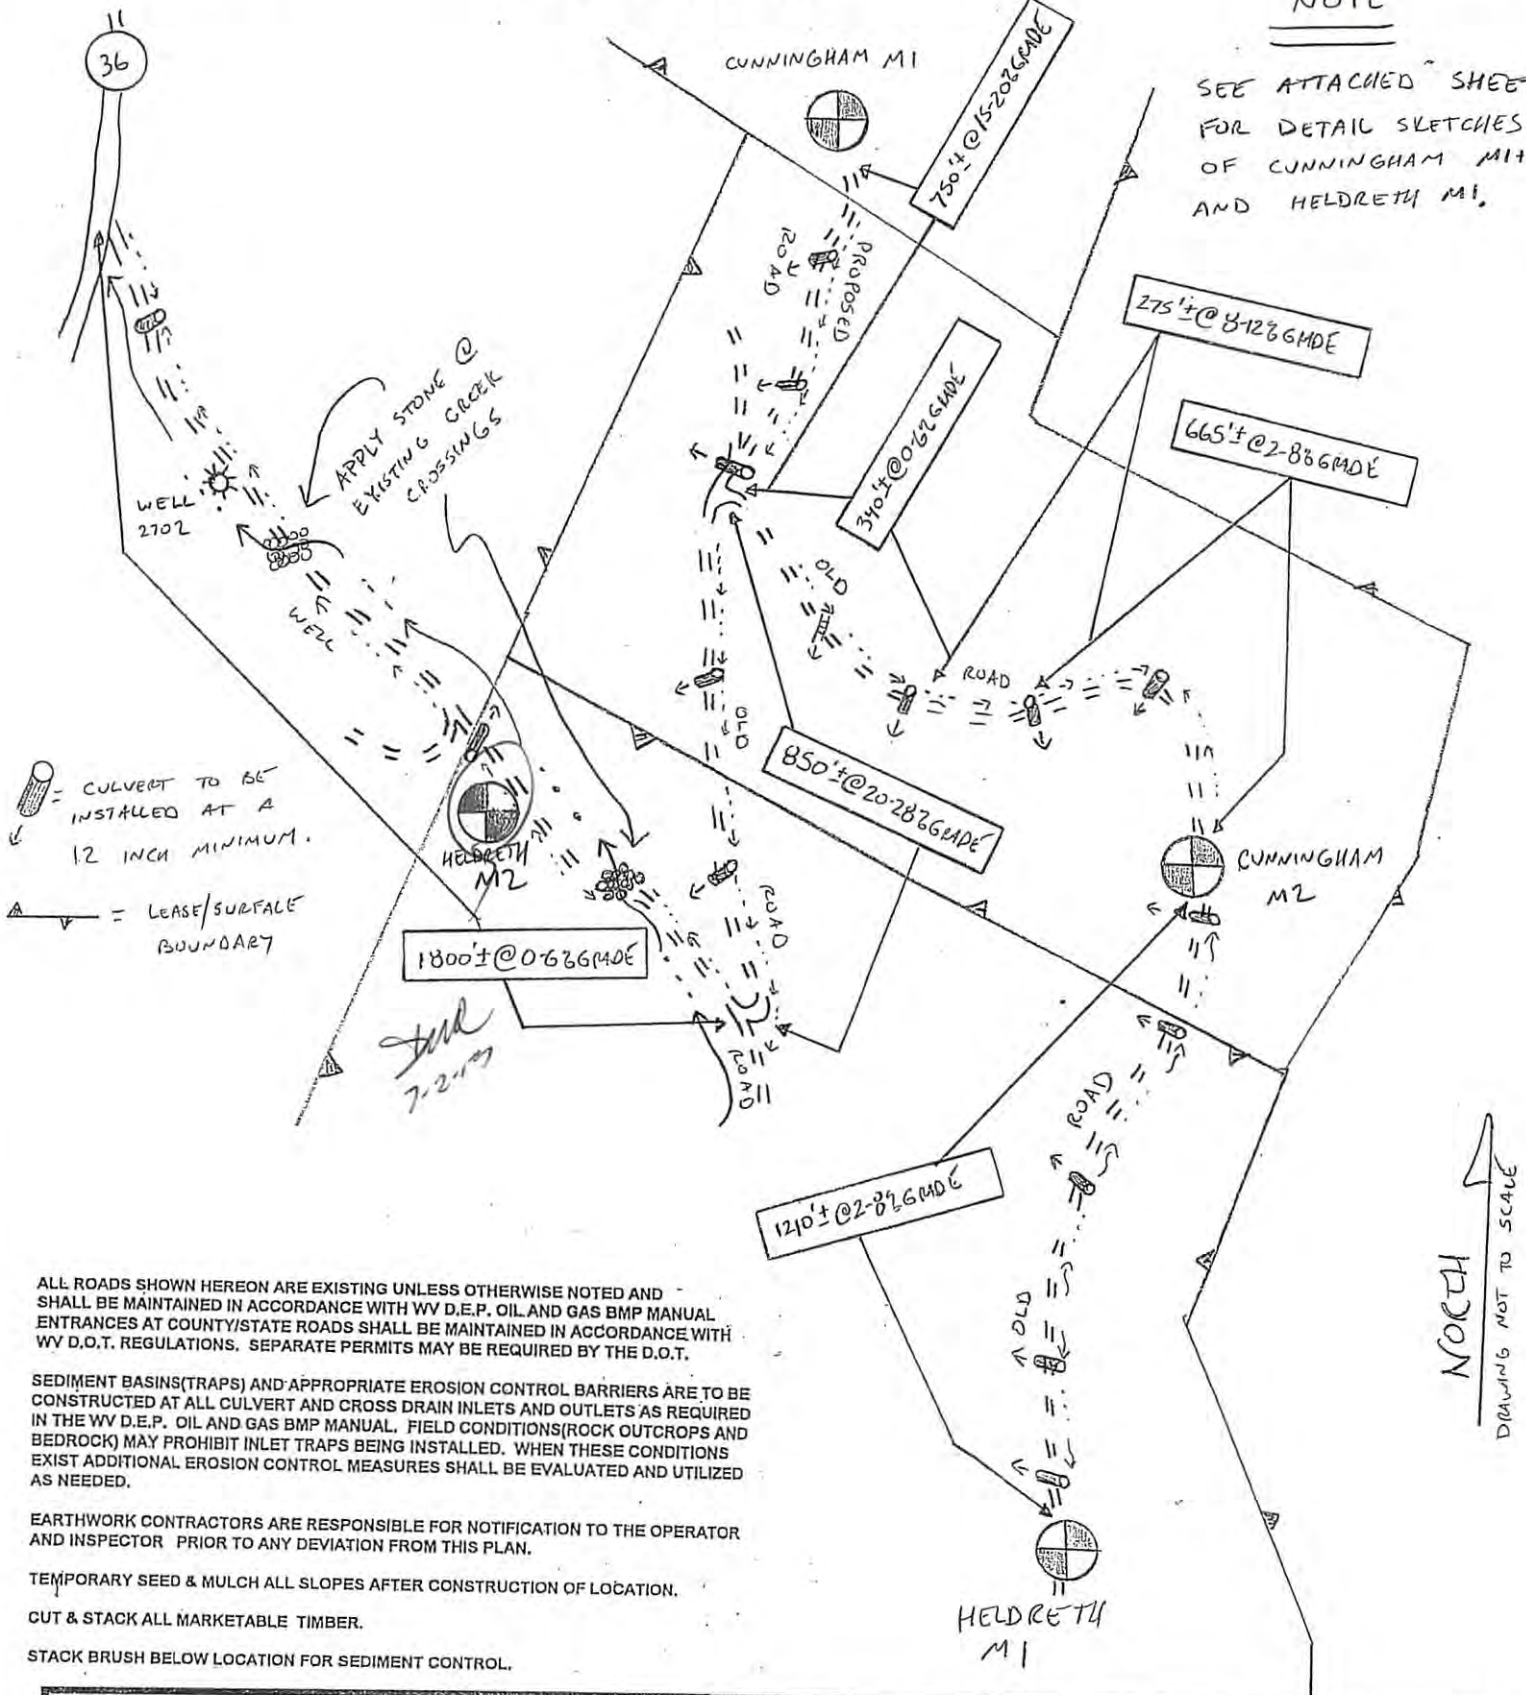 NOTE
SEE ATTACHED SHEET
FOR DETAIL SKETCHES
OF CUNNINGHAM M1+
AND HELDRETH M1.
36
CUNNINGHAM M1
750'± @ 15-20% GRADE
PROPOSED
ROAD
275'± @ 8-12% GRADE
340'± @ 0-6% GRADE
665'± @ 2-8% GRADE
APPLY STONE @
EXISTING CREEK
CROSSINGS
WELL
2702
WELL
OLD
ROAD
OLD
ROAD
850'± @ 20-28% GRADE
= CULVERT TO BE
INSTALLED AT A
12 INCH MINIMUM.
= LEASE/SURFACE
BOUNDARY
HELDRETH
M2
CUNNINGHAM
M2
1800'± @ 0-6% GRADE
ROAD
ROAD
1210'± @ 2-8% GRADE
OLD
HELDRETH
M1
NORTH
DRAWING NOT TO SCALE
ALL ROADS SHOWN HEREON ARE EXISTING UNLESS OTHERWISE NOTED AND
SHALL BE MAINTAINED IN ACCORDANCE WITH WV D.E.P. OIL AND GAS BMP MANUAL
ENTRANCES AT COUNTY/STATE ROADS SHALL BE MAINTAINED IN ACCORDANCE WITH
WV D.O.T. REGULATIONS. SEPARATE PERMITS MAY BE REQUIRED BY THE D.O.T.
SEDIMENT BASINS(TRAPS) AND APPROPRIATE EROSION CONTROL BARRIERS ARE TO BE
CONSTRUCTED AT ALL CULVERT AND CROSS DRAIN INLETS AND OUTLETS AS REQUIRED
IN THE WV D.E.P. OIL AND GAS BMP MANUAL. FIELD CONDITIONS(ROCK OUTCROPS AND
BEDROCK) MAY PROHIBIT INLET TRAPS BEING INSTALLED. WHEN THESE CONDITIONS
EXIST ADDITIONAL EROSION CONTROL MEASURES SHALL BE EVALUATED AND UTILIZED
AS NEEDED.
EARTHWORK CONTRACTORS ARE RESPONSIBLE FOR NOTIFICATION TO THE OPERATOR
AND INSPECTOR PRIOR TO ANY DEVIATION FROM THIS PLAN.
TEMPORARY SEED & MULCH ALL SLOPES AFTER CONSTRUCTION OF LOCATION.
CUT & STACK ALL MARKETABLE TIMBER.
STACK BRUSH BELOW LOCATION FOR SEDIMENT CONTROL.